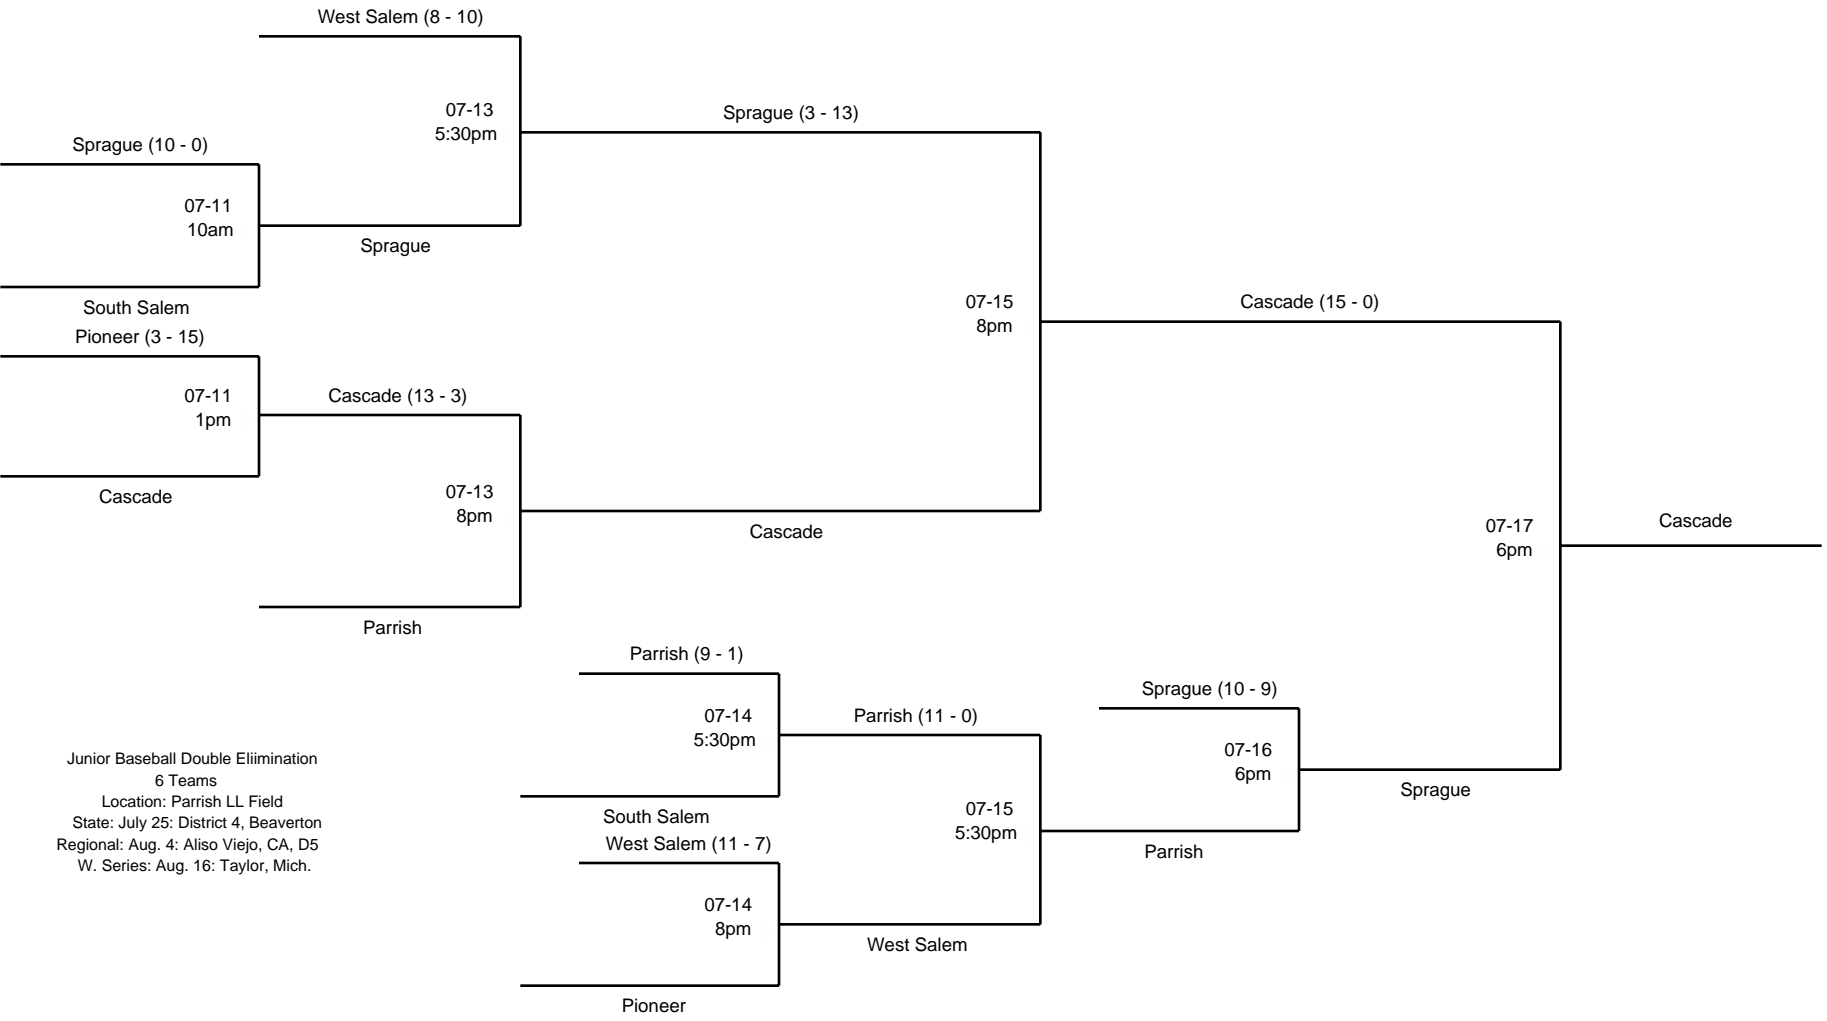 West Salem (8 - 10)
07-13
5:30pm
Sprague (3 - 13)
Sprague (10 - 0)
07-11
10am
Sprague
South Salem
Pioneer (3 - 15)
07-15
8pm
Cascade (15 - 0)
07-11
1pm
Cascade (13 - 3)
Cascade
07-13
8pm
Cascade
07-17
6pm
Cascade
Parrish
Parrish (9 - 1)
07-14
5:30pm
Parrish (11 - 0)
Sprague (10 - 9)
07-16
6pm
Sprague
South Salem
West Salem (11 - 7)
07-15
5:30pm
Parrish
07-14
8pm
West Salem
Pioneer
Junior Baseball Double Eliimination
6 Teams
Location: Parrish LL Field
State: July 25: District 4, Beaverton
Regional: Aug. 4: Aliso Viejo, CA, D5
W. Series: Aug. 16: Taylor, Mich.